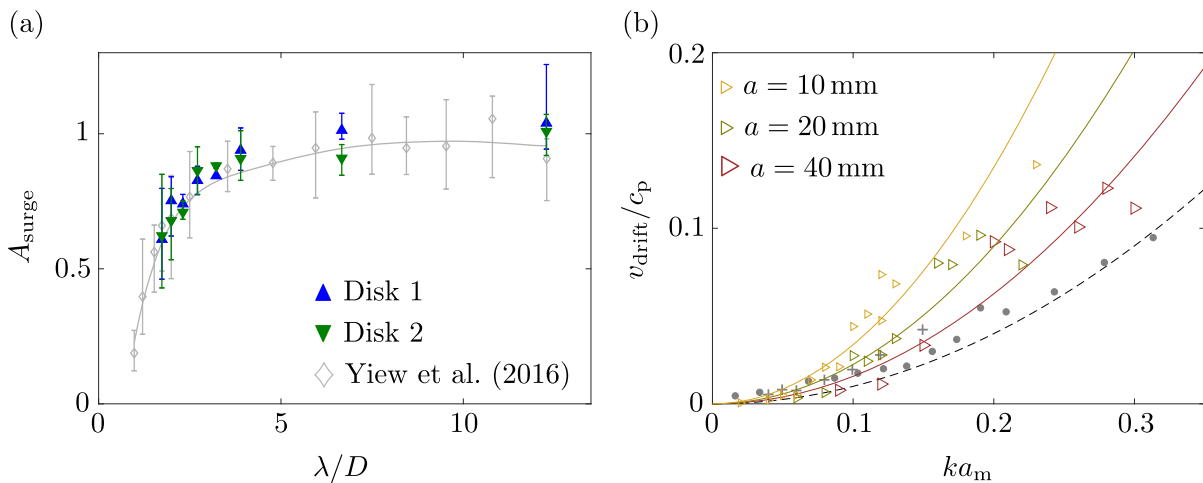 (a)
A_surge
1
0.5
0
0
5
10
λ/D
Disk 1
Disk 2
Yiew et al. (2016)
(b)
v_drift/c_p
0.2
0.1
0
0
0.1
0.2
0.3
ka_m
a = 10 mm
a = 20 mm
a = 40 mm